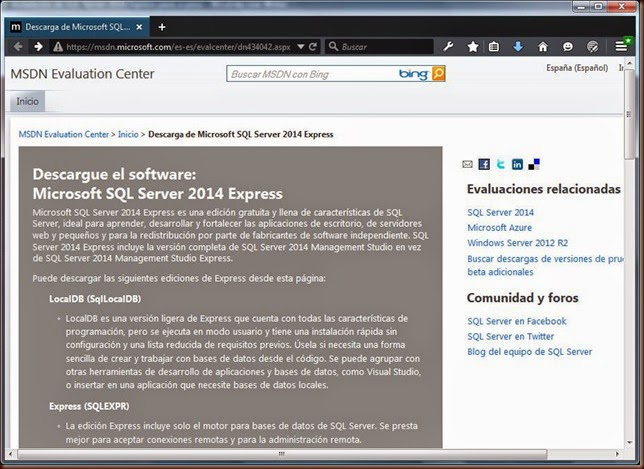 Descarga de Microsoft SQL...
https://msdn.microsoft.com/es-es/evalcenter/dn434042.aspx
Buscar
MSDN Evaluation Center
Buscar MSDN con Bing
bing
España (Español)
Inicio
MSDN Evaluation Center > Inicio > Descarga de Microsoft SQL Server 2014 Express
Descargue el software:
Microsoft SQL Server 2014 Express
Microsoft SQL Server 2014 Express es una edición gratuita y llena de características de SQL
Server, ideal para aprender, desarrollar y fortalecer las aplicaciones de escritorio, de servidores
web y pequeños y para la redistribución por parte de fabricantes de software independiente. SQL
Server 2014 Express incluye la versión completa de SQL Server 2014 Management Studio en vez
de SQL Server 2014 Management Studio Express.
Puede descargar las siguientes ediciones de Express desde esta página:
LocalDB (SqlLocalDB)
LocalDB es una versión ligera de Express que cuenta con todas las características de
programación, pero se ejecuta en modo usuario y tiene una instalación rápida sin
configuración y una lista reducida de requisitos previos. Úsela si necesita una forma
sencilla de crear y trabajar con bases de datos desde el código. Se puede agrupar con
otras herramientas de desarrollo de aplicaciones y bases de datos, como Visual Studio,
o insertar en una aplicación que necesite bases de datos locales.
Express (SQLEXPR)
La edición Express incluye solo el motor para bases de datos de SQL Server. Se presta
mejor para aceptar conexiones remotas y para la administración remota.
Evaluaciones relacionadas
SQL Server 2014
Microsoft Azure
Windows Server 2012 R2
Buscar descargas de versiones de pru
beta adicionales
Comunidad y foros
SQL Server en Facebook
SQL Server en Twitter
Blog del equipo de SQL Server